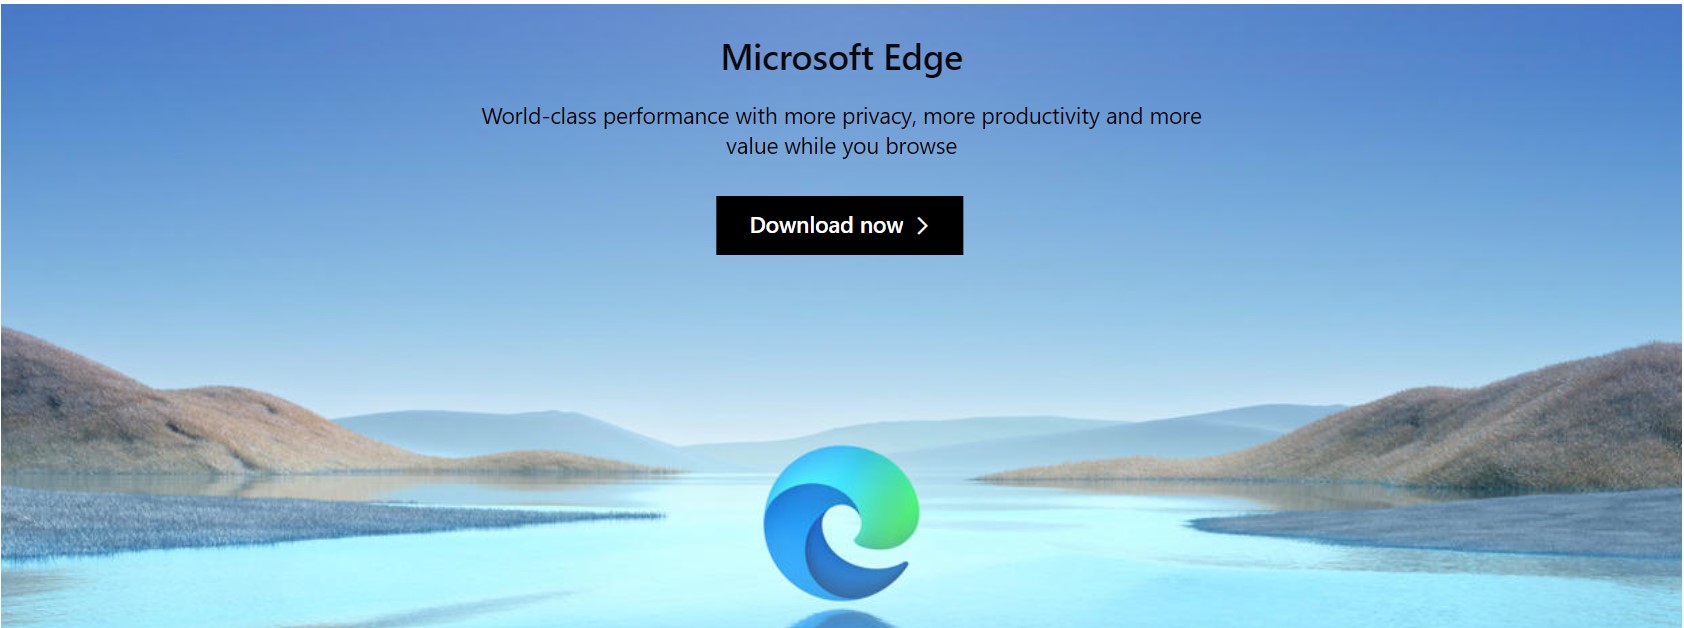 Microsoft Edge
World-class performance with more privacy, more productivity and more
value while you browse
Download now